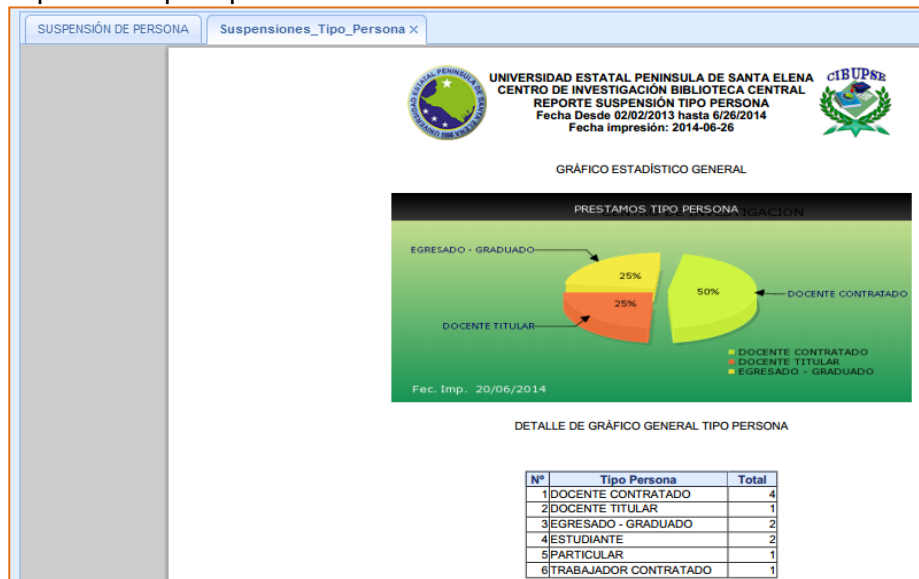 SUSPENSIÓN DE PERSONA
Suspensiones_Tipo_Persona ×
UNIVERSIDAD ESTATAL PENINSULA DE SANTA ELENA
CENTRO DE INVESTIGACIÓN BIBLIOTECA CENTRAL
REPORTE SUSPENSIÓN TIPO PERSONA
Fecha Desde 02/02/2013 hasta 6/26/2014
Fecha impresión: 2014-06-26
CIBUPSE
GRÁFICO ESTADÍSTICO GENERAL
PRESTAMOS TIPO PERSONA
EGRESADO - GRADUADO
25%
50%
DOCENTE CONTRATADO
25%
DOCENTE TITULAR
DOCENTE CONTRATADO
DOCENTE TITULAR
EGRESADO - GRADUADO
Fec. Imp. 20/06/2014
DETALLE DE GRÁFICO GENERAL TIPO PERSONA
Nº Tipo Persona Total
1 DOCENTE CONTRATADO 4
2 DOCENTE TITULAR 1
3 EGRESADO - GRADUADO 2
4 ESTUDIANTE 2
5 PARTICULAR 1
6 TRABAJADOR CONTRATADO 1